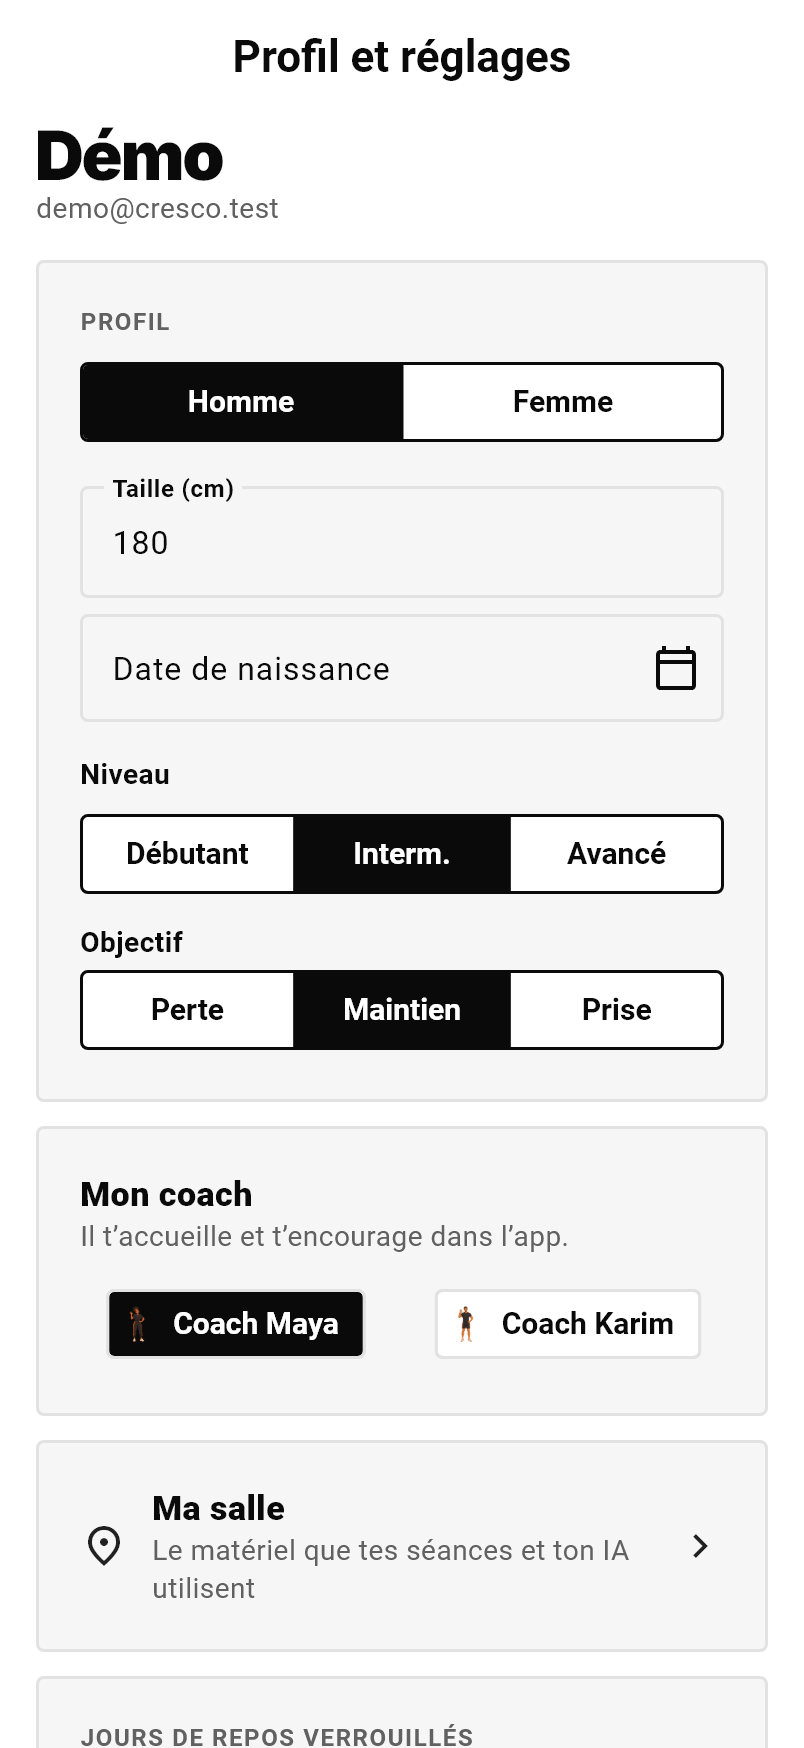 Profil et réglages
Démo
demo@cresco.test
PROFIL
Homme
Femme
Taille (cm)
180
Date de naissance
Niveau
Débutant
Interm.
Avancé
Objectif
Perte
Maintien
Prise
Mon coach
Il t’accueille et t’encourage dans l’app.
Coach Maya
Coach Karim
Ma salle
Le matériel que tes séances et ton IA
utilisent
JOURS DE REPOS VERROUILLÉS